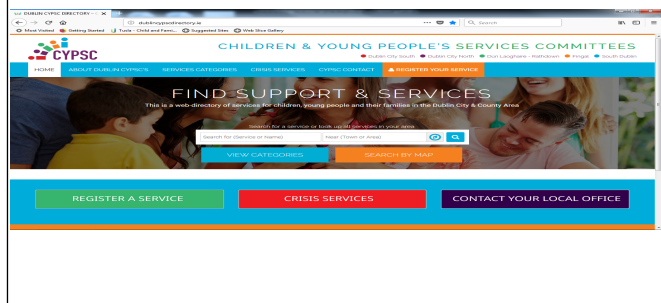 DUBLIN CYPSC DIRECTORY -
dublincypscdirectory.ie
Search
Most Visited Getting Started Tusla - Child and Fami... Suggested Sites Web Slice Gallery
CYPSC
CHILDREN & YOUNG PEOPLE'S SERVICES COMMITTEES
Dublin City South Dublin City North Dun Laoghaire - Rathdown Fingal South Dublin
HOME ABOUT DUBLIN CYPSC'S SERVICES CATEGORIES CRISIS SERVICES CYPSC CONTACT REGISTER YOUR SERVICE
FIND SUPPORT & SERVICES
This is a web directory of services for children, young people and their families in the Dublin City & County Area
Search for a service or look up all services in your area
Search for (Service or Name) Near (Town or Area)
VIEW CATEGORIES SEARCH BY MAP
REGISTER A SERVICE CRISIS SERVICES CONTACT YOUR LOCAL OFFICE